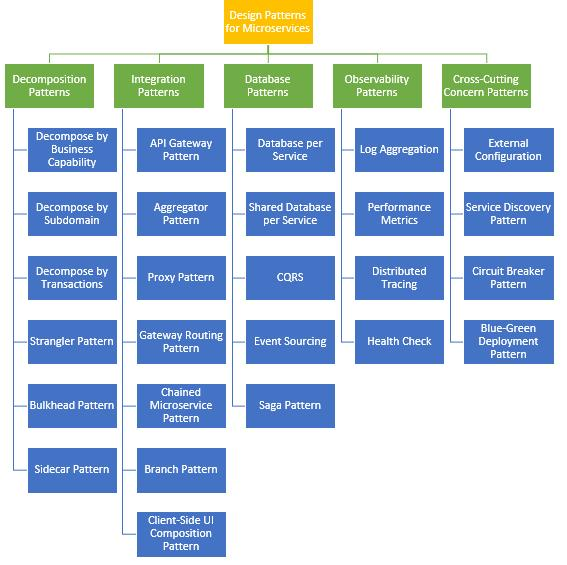 Design Patterns
for Microservices
Decomposition
Patterns
Integration
Patterns
Database
Patterns
Observability
Patterns
Cross-Cutting
Concern Patterns
Decompose by
Business
Capability
Decompose by
Subdomain
Decompose by
Transactions
Strangler Pattern
Bulkhead Pattern
Sidecar Pattern
API Gateway
Pattern
Aggregator
Pattern
Proxy Pattern
Gateway Routing
Pattern
Chained
Microservice
Pattern
Branch Pattern
Client-Side UI
Composition
Pattern
Database per
Service
Shared Database
per Service
CQRS
Event Sourcing
Saga Pattern
Log Aggregation
Performance
Metrics
Distributed
Tracing
Health Check
External
Configuration
Service Discovery
Pattern
Circuit Breaker
Pattern
Blue-Green
Deployment
Pattern